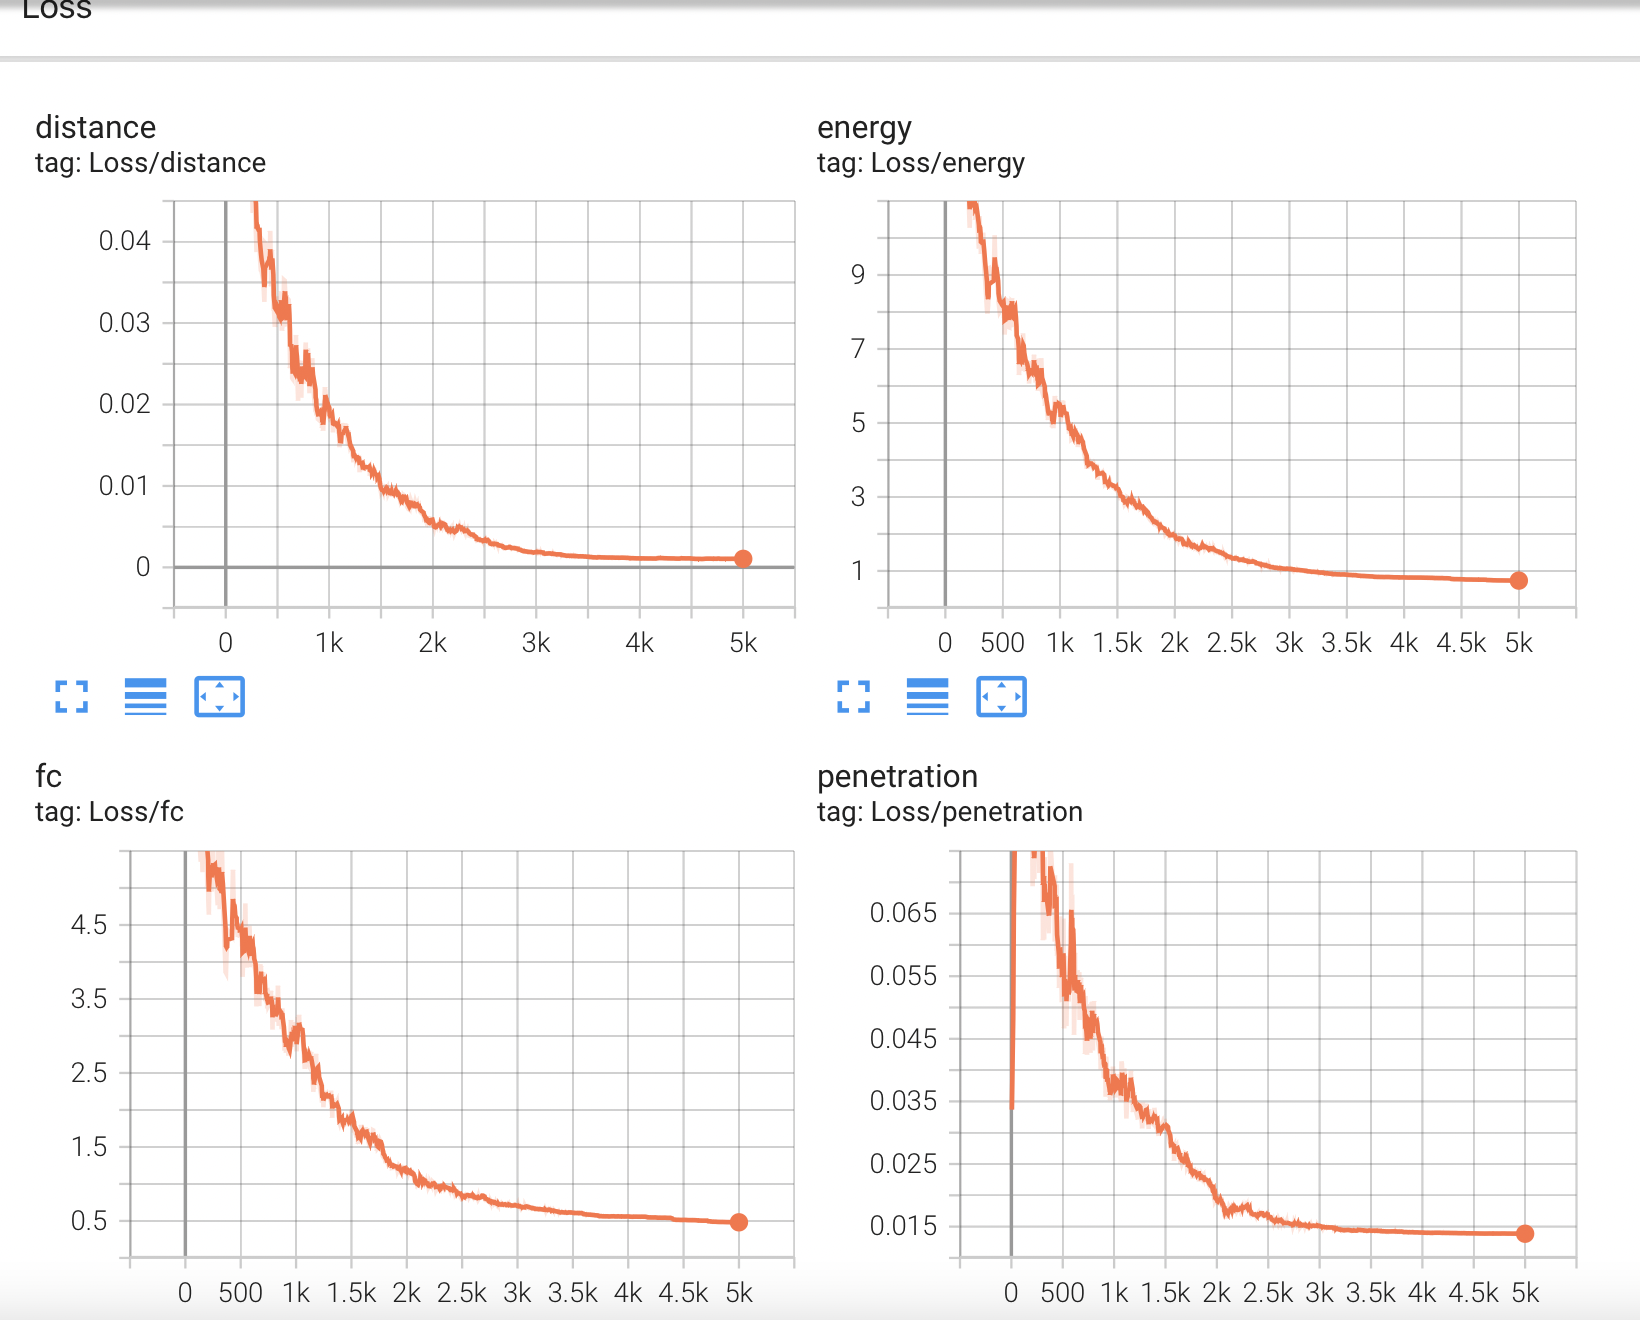 Loss
distance
tag: Loss/distance
0.04
0.03
0.02
0.01
0
0 1k 2k 3k 4k 5k
energy
tag: Loss/energy
9
7
5
3
1
0 500 1k 1.5k 2k 2.5k 3k 3.5k 4k 4.5k 5k
fc
tag: Loss/fc
4.5
3.5
2.5
1.5
0.5
0 500 1k 1.5k 2k 2.5k 3k 3.5k 4k 4.5k 5k
penetration
tag: Loss/penetration
0.065
0.055
0.045
0.035
0.025
0.015
0 500 1k 1.5k 2k 2.5k 3k 3.5k 4k 4.5k 5k